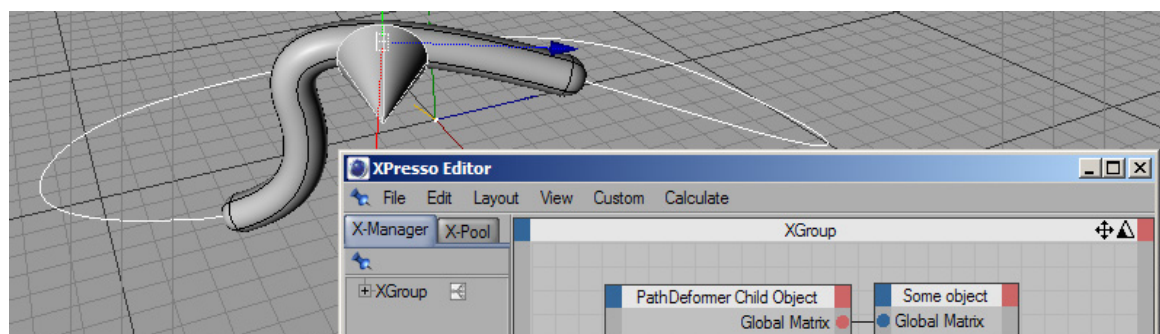 XPresso Editor
File Edit Layout View Custom Calculate
X-Manager X-Pool
XGroup
XGroup
PathDeformer Child Object
Some object
Global Matrix
Global Matrix